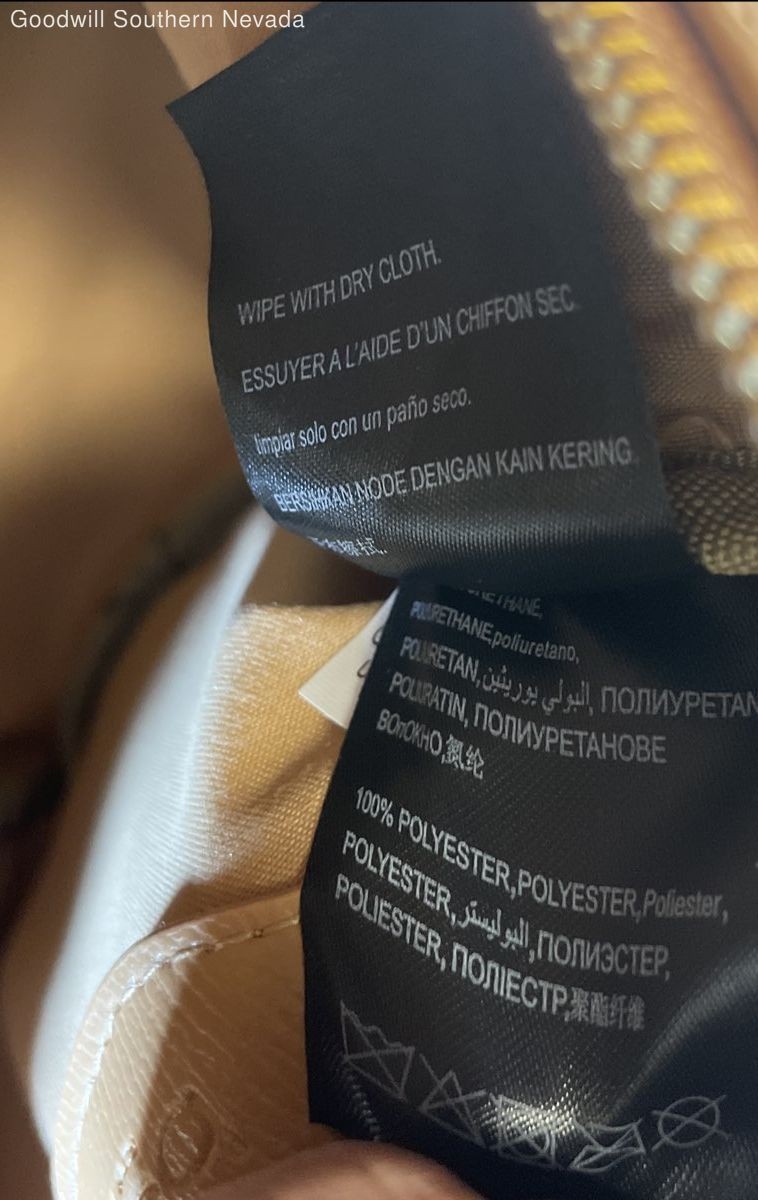 Goodwill Southern Nevada
WIPE WITH DRY CLOTH.
ESSUYER A L'AIDE D'UN CHIFFON SEC.
limpiar solo con un paño seco.
BERSIHKAN NODE DENGAN KAIN KERING.
POLURETHANE,poliuretano,
POLIURETAN,البولي يوريثين, ПОЛИУРЕТАН
POLIURATIN, ПОЛИУРЕТАНОВЕ
ВОлОКНО,氨纶
100% POLYESTER,POLYESTER,Poliester,
POLYESTER,البوليستر,ПОЛИЭСТЕР,
POLIESTER, ПОЛІЕСТР,聚酯纤维